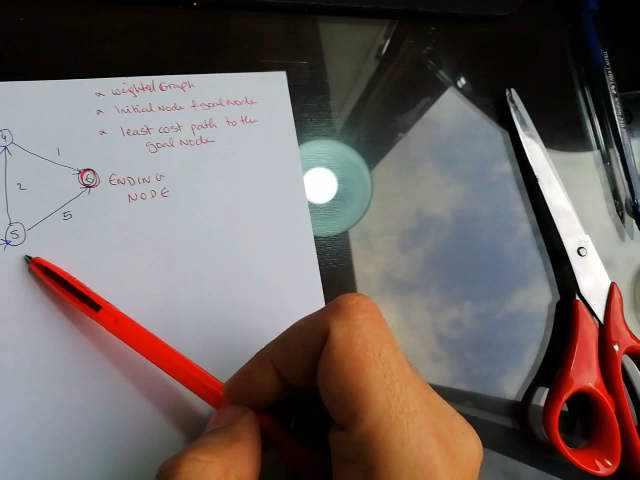 * weighted Graph
* initial Node & goal Node
* least cost path to the
goal Node
4
1
6
ENDING
NODE
2
5
5